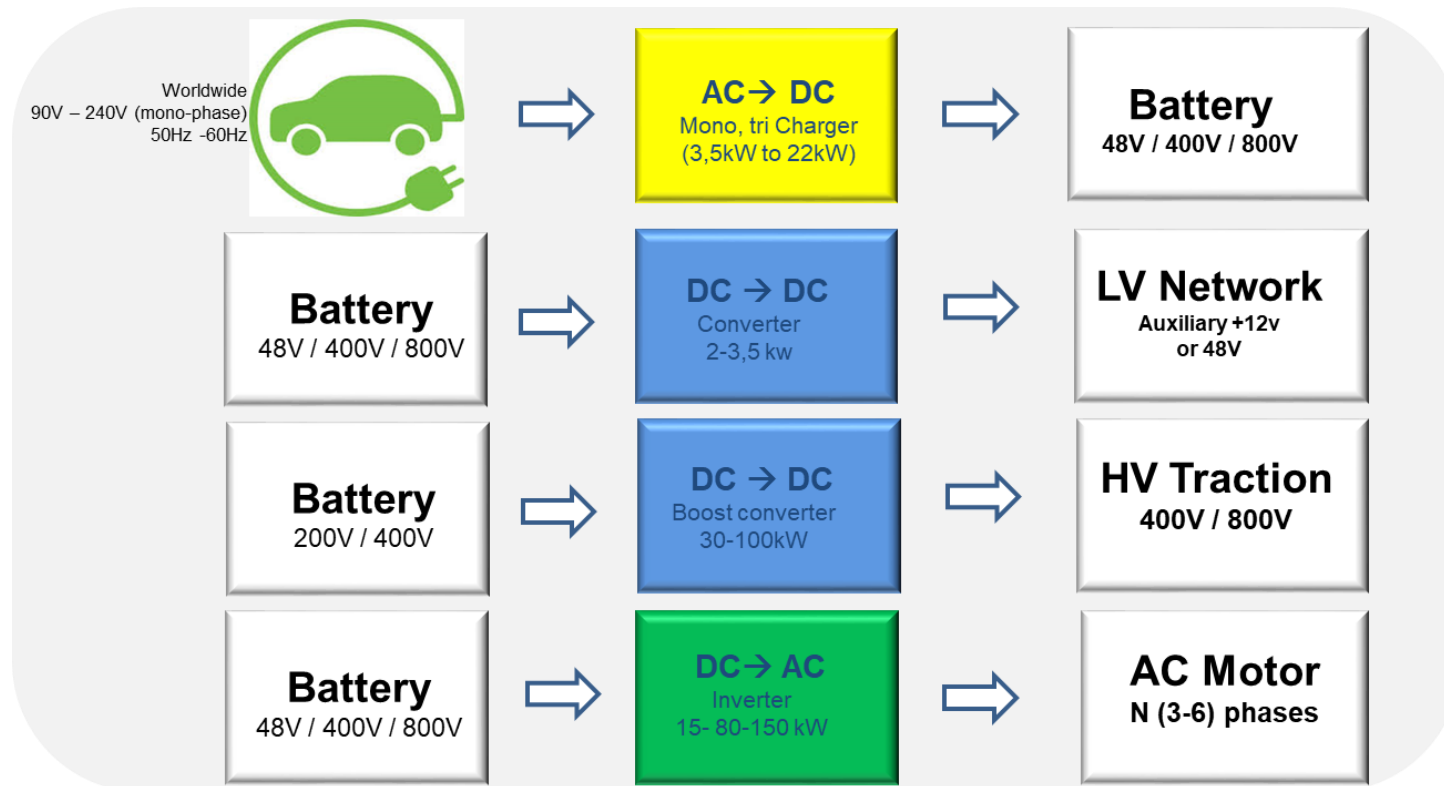 Worldwide
90V – 240V (mono-phase)
50Hz -60Hz
AC→ DC
Mono, tri Charger
(3,5kW to 22kW)
Battery
48V / 400V / 800V
Battery
48V / 400V / 800V
DC → DC
Converter
2-3,5 kw
LV Network
Auxiliary +12v
or 48V
Battery
200V / 400V
DC → DC
Boost converter
30-100kW
HV Traction
400V / 800V
Battery
48V / 400V / 800V
DC→ AC
Inverter
15- 80-150 kW
AC Motor
N (3-6) phases